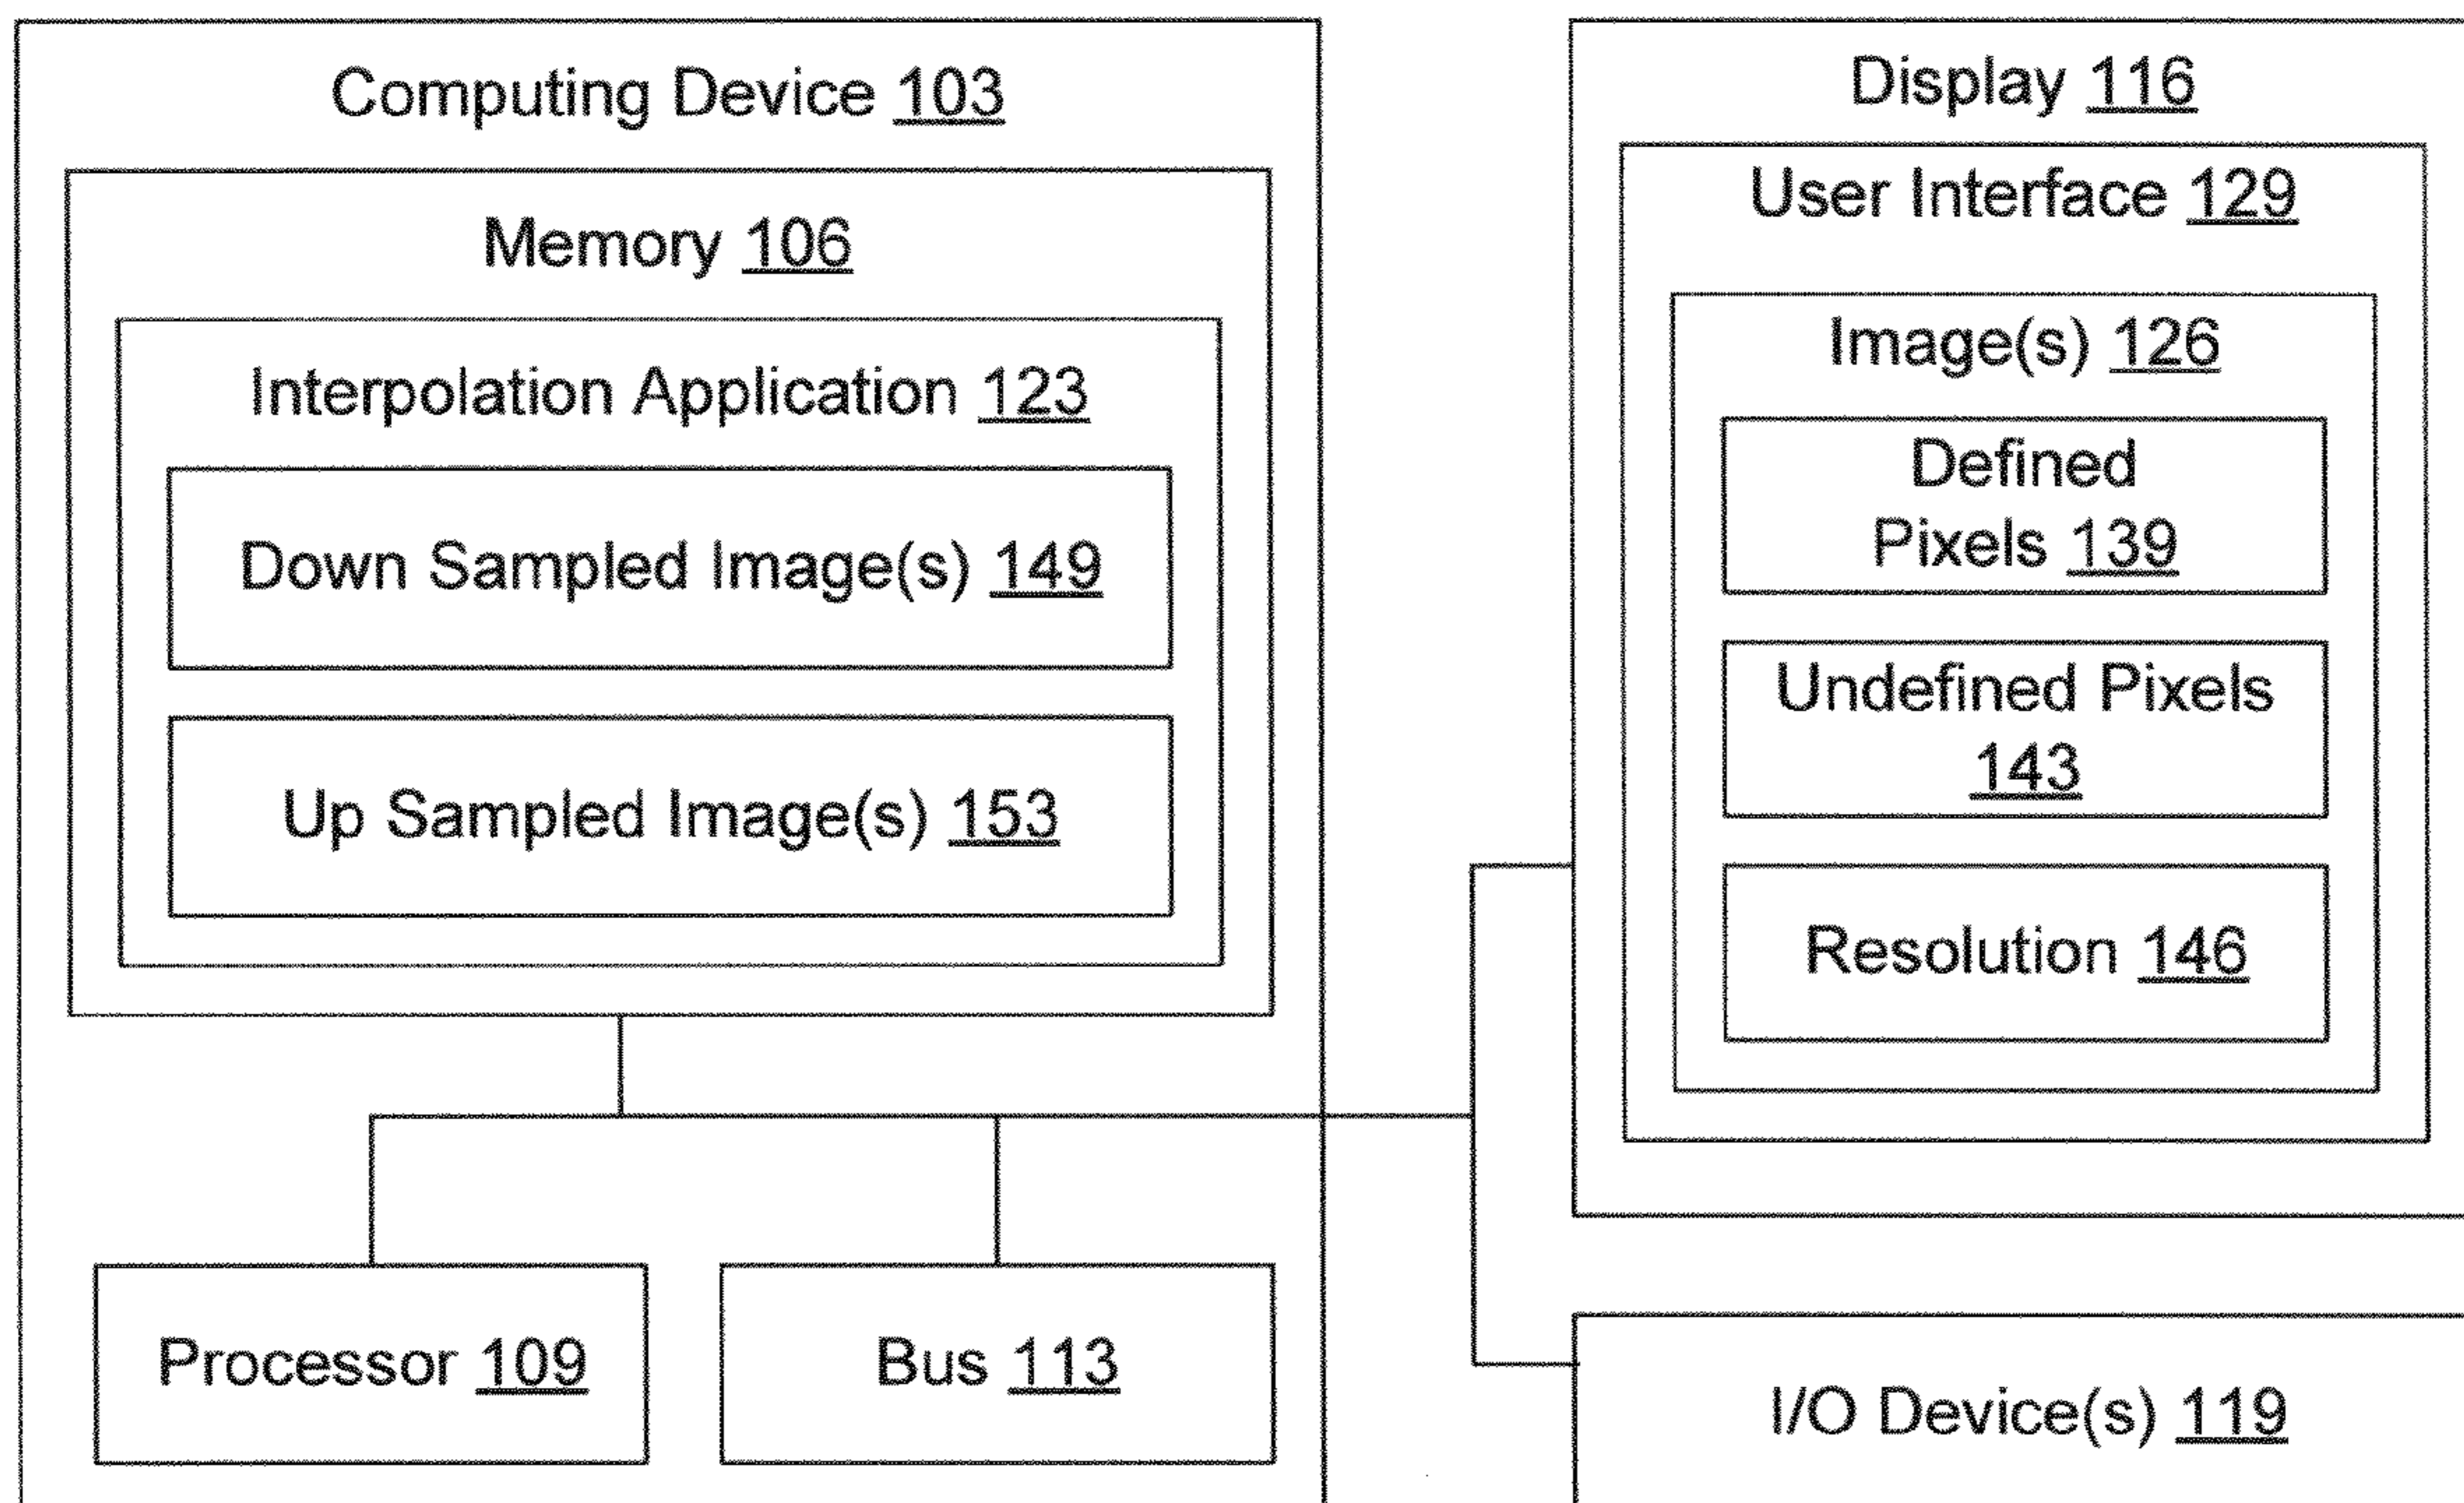 Computing Device 103
Memory 106
Interpolation Application 123
Down Sampled Image(s) 149
Up Sampled Image(s) 153
Processor 109
Bus 113
Display 116
User Interface 129
Image(s) 126
Defined
Pixels 139
Undefined Pixels
143
Resolution 146
I/O Device(s) 119